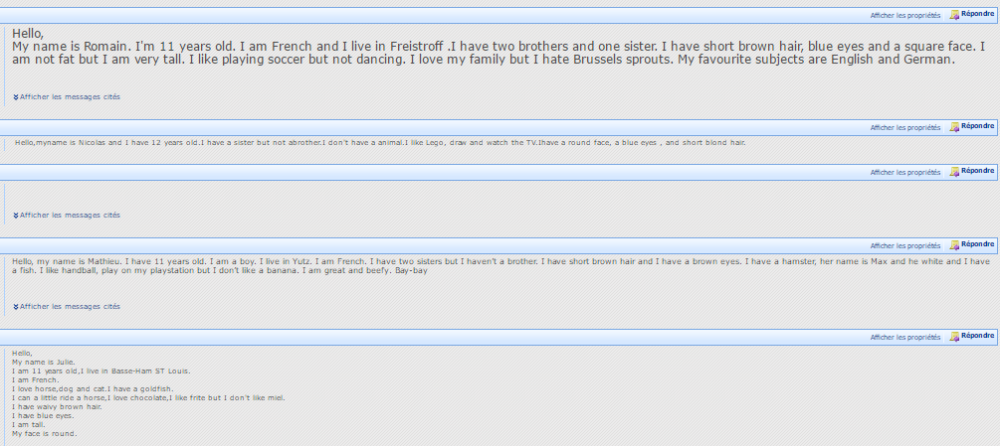 Afficher les propriétés Répondre
Hello,
My name is Romain. I'm 11 years old. I am French and I live in Freistroff .I have two brothers and one sister. I have short brown hair, blue eyes and a square face. I
am not fat but I am very tall. I like playing soccer but not dancing. I love my family but I hate Brussels sprouts. My favourite subjects are English and German.
Afficher les messages cités
Afficher les propriétés Répondre
Hello,myname is Nicolas and I have 12 years old.I have a sister but not abrother.I don't have a animal.I like Lego, draw and watch the TV.Ihave a round face, a blue eyes , and short blond hair.
Afficher les propriétés Répondre
Afficher les messages cités
Afficher les propriétés Répondre
Hello, my name is Mathieu. I have 11 years old. I am a boy. I live in Yutz. I am French. I have two sisters but I haven't a brother. I have short brown hair and I have a brown eyes. I have a hamster, her name is Max and he white and I have
a fish. I like handball, play on my playstation but I don't like a banana. I am great and beefy. Bay-bay
Afficher les messages cités
Afficher les propriétés Répondre
Hello,
My name is Julie.
I am 11 years old,I live in Basse-Ham ST Louis.
I am French.
I love horse,dog and cat.I have a goldfish.
I can a little ride a horse,I love chocolate,I like frite but I don't like miel.
I have waivy brown hair.
I have blue eyes.
I am tall.
My face is round.